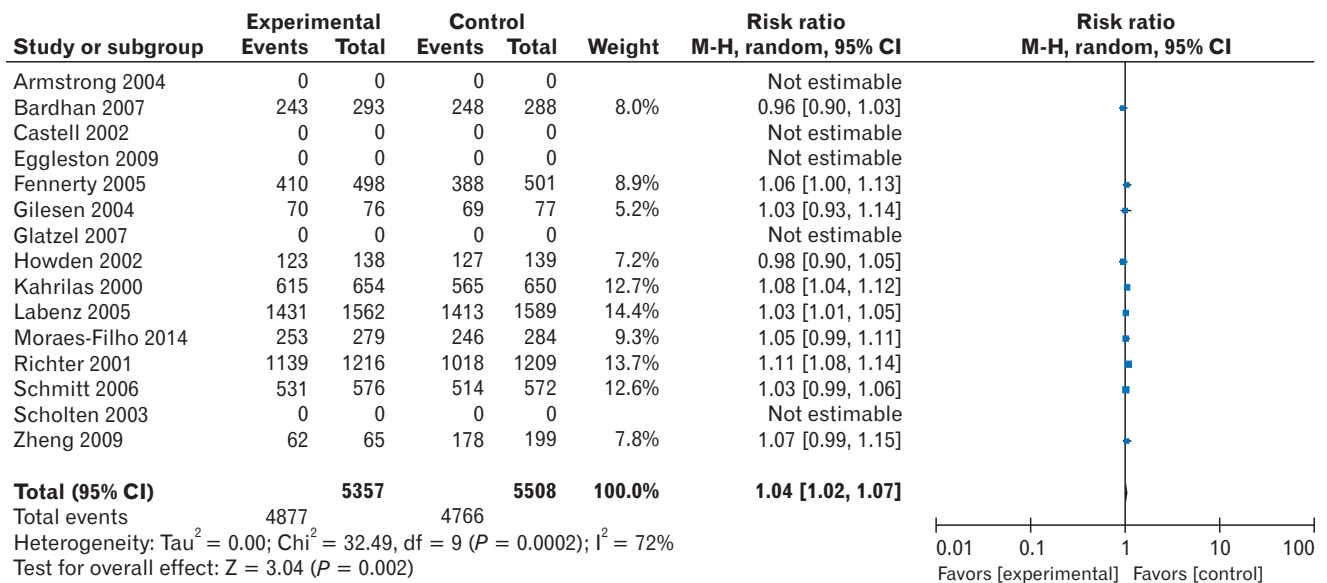 Experimental Control Risk ratio Risk ratio
Study or subgroup Events Total Events Total Weight M-H, random, 95% CI M-H, random, 95% CI
Armstrong 2004 0 0 0 0 Not estimable
Bardhan 2007 243 293 248 288 8.0% 0.96 [0.90, 1.03]
Castell 2002 0 0 0 0 Not estimable
Eggleston 2009 0 0 0 0 Not estimable
Fennerty 2005 410 498 388 501 8.9% 1.06 [1.00, 1.13]
Gilesen 2004 70 76 69 77 5.2% 1.03 [0.93, 1.14]
Glatzel 2007 0 0 0 0 Not estimable
Howden 2002 123 138 127 139 7.2% 0.98 [0.90, 1.05]
Kahrilas 2000 615 654 565 650 12.7% 1.08 [1.04, 1.12]
Labenz 2005 1431 1562 1413 1589 14.4% 1.03 [1.01, 1.05]
Moraes-Filho 2014 253 279 246 284 9.3% 1.05 [0.99, 1.11]
Richter 2001 1139 1216 1018 1209 13.7% 1.11 [1.08, 1.14]
Schmitt 2006 531 576 514 572 12.6% 1.03 [0.99, 1.06]
Scholten 2003 0 0 0 0 Not estimable
Zheng 2009 62 65 178 199 7.8% 1.07 [0.99, 1.15]
Total (95% CI) 5357 5508 100.0% 1.04 [1.02, 1.07]
Total events 4877 4766
Heterogeneity: Tau² = 0.00; Chi² = 32.49, df = 9 (P = 0.0002); I² = 72%
Test for overall effect: Z = 3.04 (P = 0.002)
0.01 0.1 1 10 100
Favors [experimental] Favors [control]